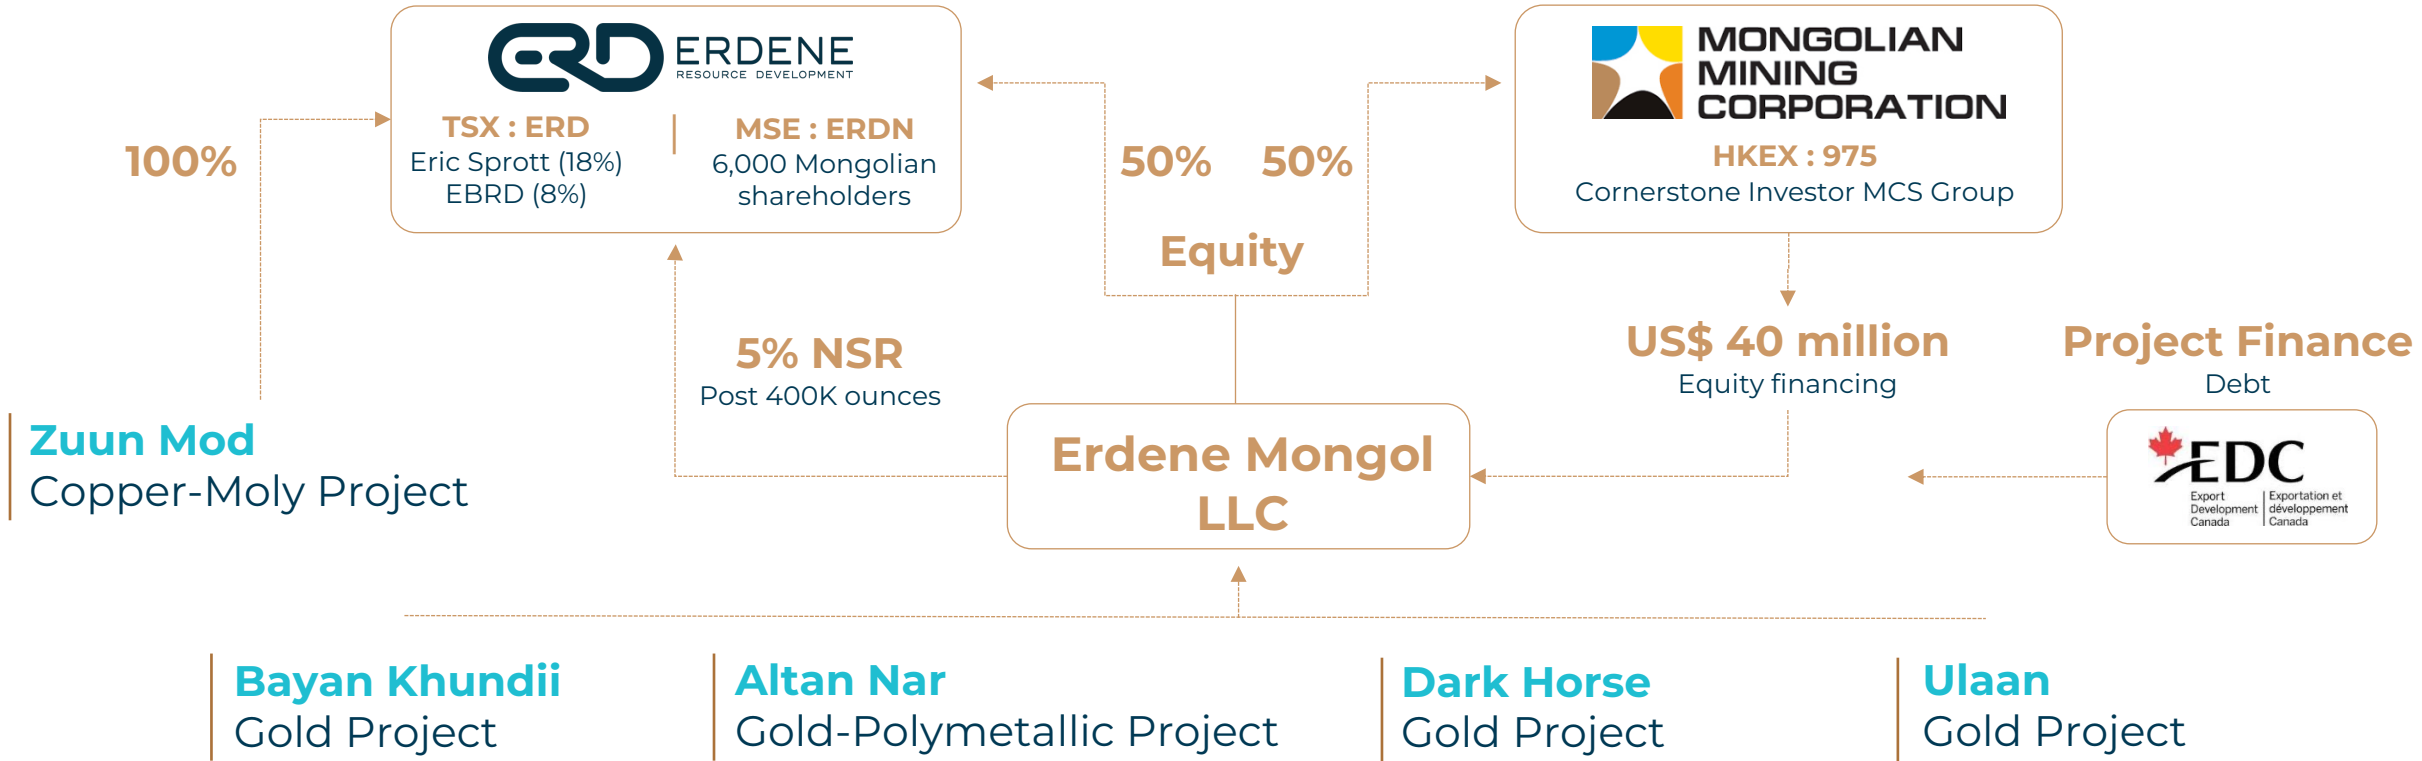 ERD ERDENE
RESOURCE DEVELOPMENT
TSX : ERD
Eric Sprott (18%)
EBRD (8%)
MSE : ERDN
6,000 Mongolian
shareholders
MONGOLIAN
MINING
CORPORATION
HKEX : 975
Cornerstone Investor MCS Group
100%
50% 50%
Equity
5% NSR
Post 400K ounces
US$ 40 million
Equity financing
Project Finance
Debt
Zuun Mod
Copper-Moly Project
Erdene Mongol
LLC
EDC
Export
Development
Canada
Exportation et
développement
Canada
Bayan Khundii
Gold Project
Altan Nar
Gold-Polymetallic Project
Dark Horse
Gold Project
Ulaan
Gold Project